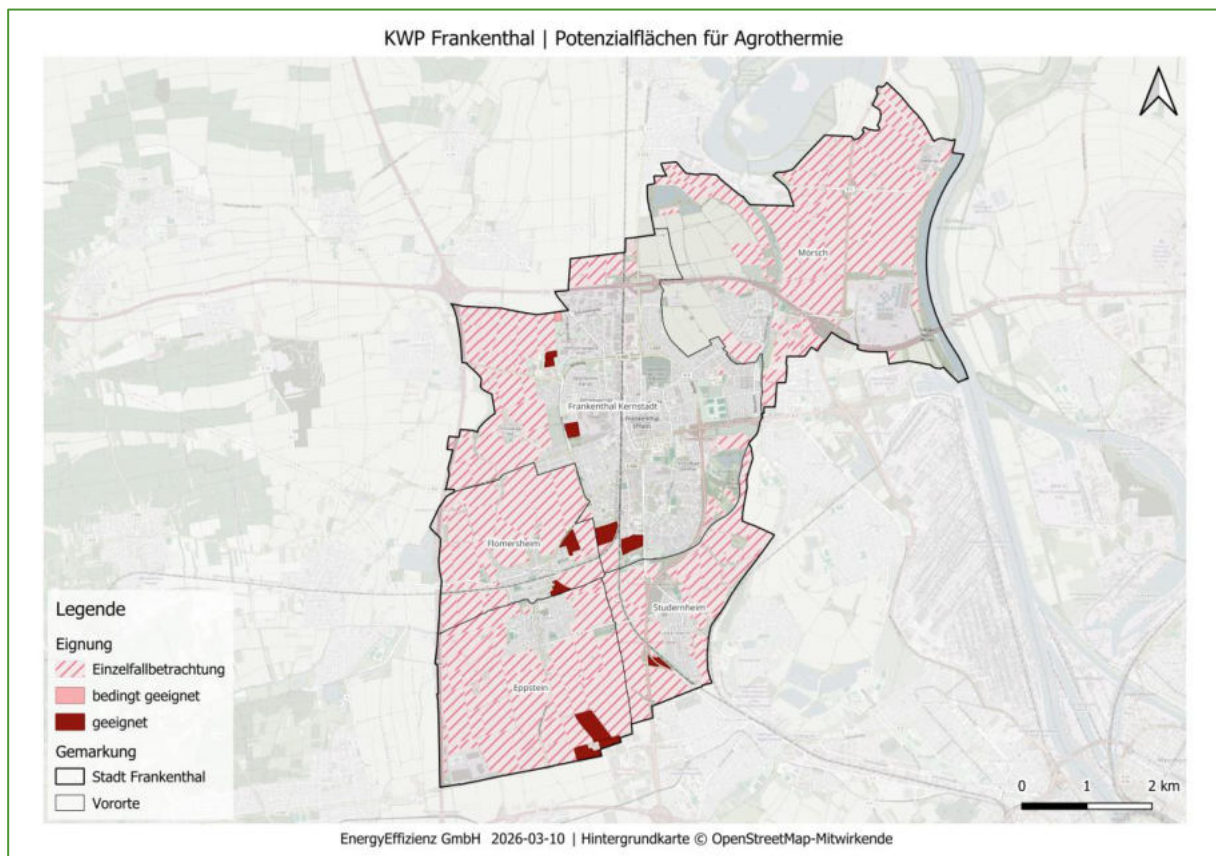 KWP Frankenthal | Potenzialflächen für Agrothermie
Mörsch
Frankenthal Kernstadt
Flomersheim
Studernheim
Eppstein
Legende
Eignung
Einzelfallbetrachtung
bedingt geeignet
geeignet
Gemarkung
Stadt Frankenthal
Vororte
0 1 2 km
EnergyEffizienz GmbH 2026-03-10 | Hintergrundkarte © OpenStreetMap-Mitwirkende